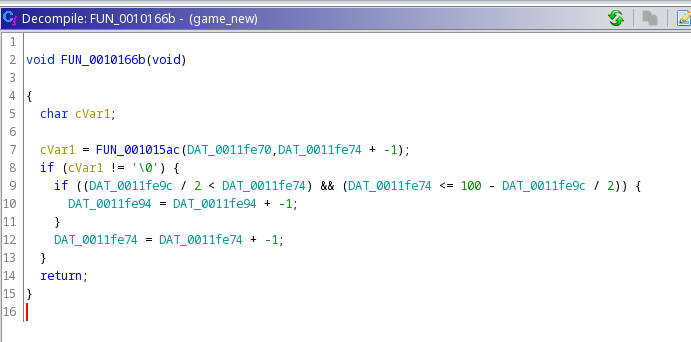 Decompile: FUN_0010166b - (game_new)
1
2 void FUN_0010166b(void)
3
4 {
5 char cVar1;
6
7 cVar1 = FUN_001015ac(DAT_0011fe70,DAT_0011fe74 + -1);
8 if (cVar1 != '\0') {
9 if ((DAT_0011fe9c / 2 < DAT_0011fe74) && (DAT_0011fe74 <= 100 - DAT_0011fe9c / 2)) {
10 DAT_0011fe94 = DAT_0011fe94 + -1;
11 }
12 DAT_0011fe74 = DAT_0011fe74 + -1;
13 }
14 return;
15 }
16